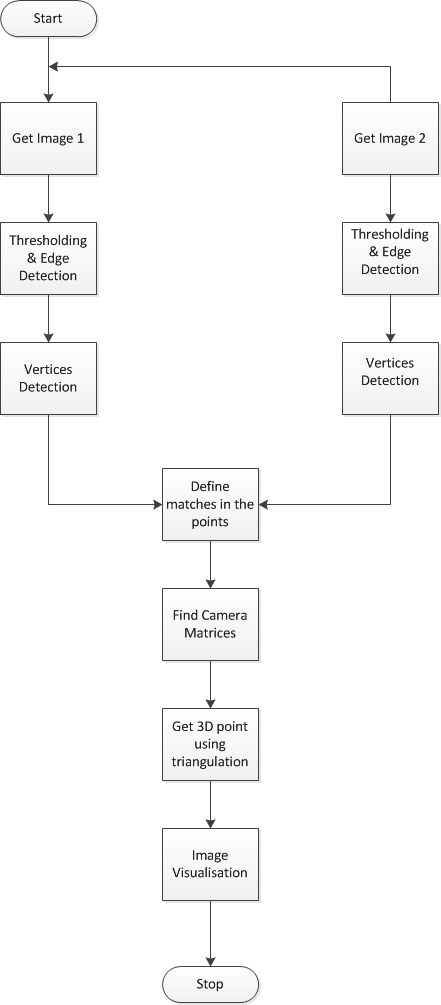 Start
Get Image 1
Get Image 2
Thresholding
& Edge
Detection
Thresholding
& Edge
Detection
Vertices
Detection
Vertices
Detection
Define
matches in the
points
Find Camera
Matrices
Get 3D point
using
triangulation
Image
Visualisation
Stop